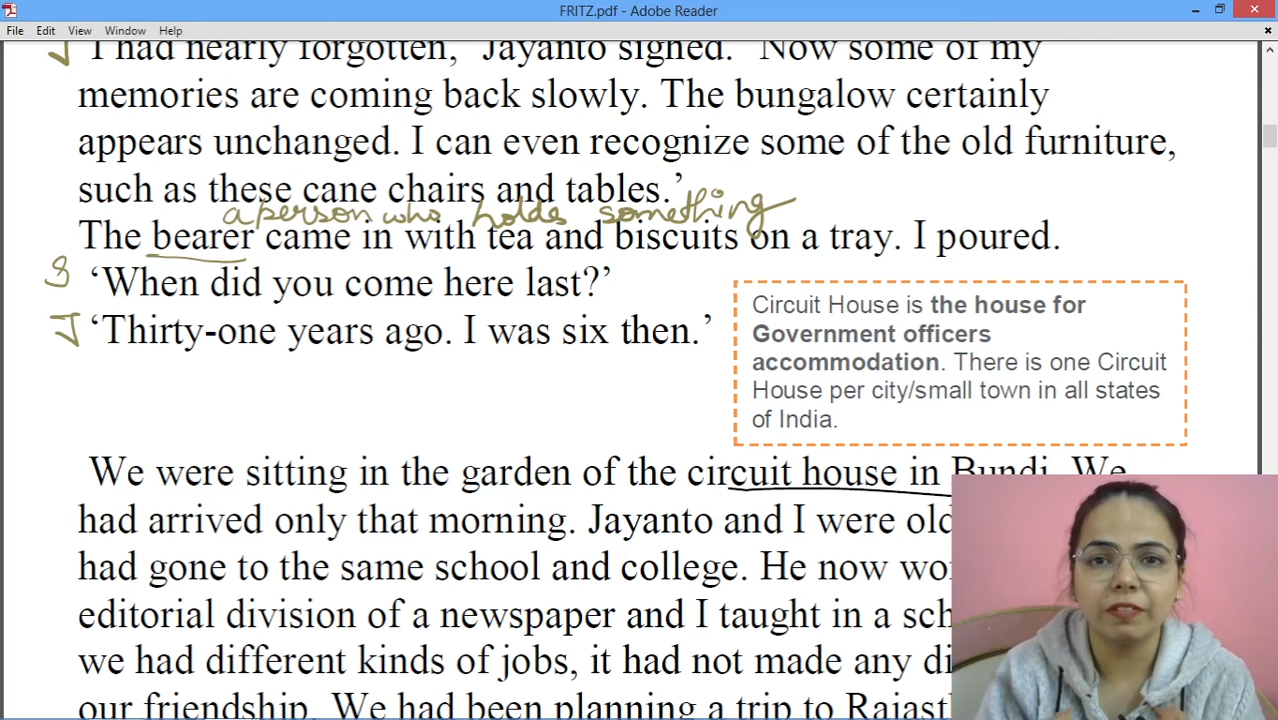 FRITZ.pdf - Adobe Reader
File Edit View Window Help
J 'I had nearly forgotten,' Jayanto sighed. 'Now some of my
memories are coming back slowly. The bungalow certainly
appears unchanged. I can even recognize some of the old furniture,
such as these cane chairs and tables.'
a person who holds something
The bearer came in with tea and biscuits on a tray. I poured.
S 'When did you come here last?'
J 'Thirty-one years ago. I was six then.'
Circuit House is the house for
Government officers
accommodation. There is one Circuit
House per city/small town in all states
of India.
We were sitting in the garden of the circuit house in Bundi. We
had arrived only that morning. Jayanto and I were old
had gone to the same school and college. He now wor
editorial division of a newspaper and I taught in a sch
we had different kinds of jobs, it had not made any di
our friendship. We had been planning a trip to Rajast